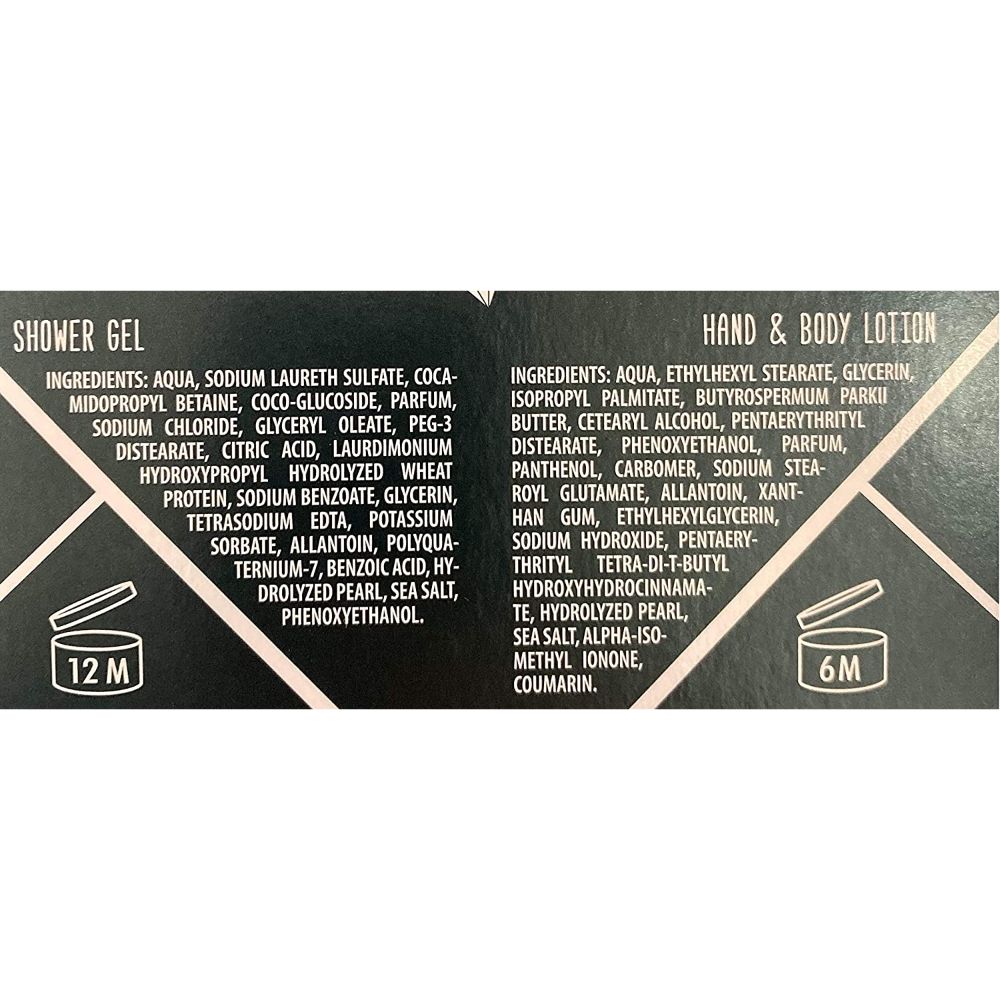 SHOWER GEL
INGREDIENTS: AQUA, SODIUM LAURETH SULFATE, COCA-
MIDOPROPYL BETAINE, COCO-GLUCOSIDE, PARFUM,
SODIUM CHLORIDE, GLYCERYL OLEATE, PEG-3
DISTEARATE, CITRIC ACID, LAURDIMONIUM
HYDROXYPROPYL HYDROLYZED WHEAT
PROTEIN, SODIUM BENZOATE, GLYCERIN,
TETRASODIUM EDTA, POTASSIUM
SORBATE, ALLANTOIN, POLYQUA-
TERNIUM-7, BENZOIC ACID, HY-
DROLYZED PEARL, SEA SALT,
PHENOXYETHANOL.
12 M
HAND & BODY LOTION
INGREDIENTS: AQUA, ETHYLHEXYL STEARATE, GLYCERIN,
ISOPROPYL PALMITATE, BUTYROSPERMUM PARKII
BUTTER, CETEARYL ALCOHOL, PENTAERYTHRITYL
DISTEARATE, PHENOXYETHANOL, PARFUM,
PANTHENOL, CARBOMER, SODIUM STEA-
ROYL GLUTAMATE, ALLANTOIN, XANT-
HAN GUM, ETHYLHEXYLGLYCERIN,
SODIUM HYDROXIDE, PENTAERY-
THRITYL TETRA-DI-T-BUTYL
HYDROXYHYDROCINNAMA-
TE, HYDROLYZED PEARL,
SEA SALT, ALPHA-ISO-
METHYL IONONE,
COUMARIN.
6M